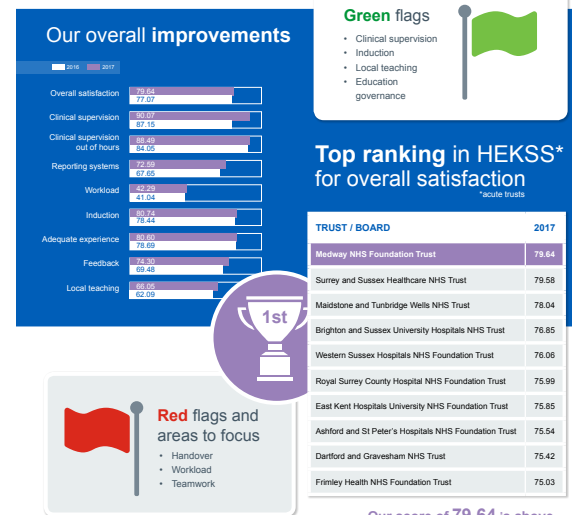 Our overall improvements
2016 2017
Overall satisfaction 79.64
77.07
Clinical supervision 90.07
87.15
Clinical supervision
out of hours 88.49
84.05
Reporting systems 72.59
67.65
Workload 42.29
41.04
Induction 80.74
78.44
Adequate experience 80.60
78.69
Feedback 74.30
69.48
Local teaching 66.05
62.09
1st
Green flags
• Clinical supervision
• Induction
• Local teaching
• Education
governance
Top ranking in HEKSS*
for overall satisfaction
*acute trusts
TRUST / BOARD 2017
Medway NHS Foundation Trust 79.64
Surrey and Sussex Healthcare NHS Trust 79.58
Maidstone and Tunbridge Wells NHS Trust 78.04
Brighton and Sussex University Hospitals NHS Trust 76.85
Western Sussex Hospitals NHS Foundation Trust 76.06
Royal Surrey County Hospital NHS Foundation Trust 75.99
East Kent Hospitals University NHS Foundation Trust 75.85
Ashford and St Peter's Hospitals NHS Foundation Trust 75.54
Dartford and Gravesham NHS Trust 75.42
Frimley Health NHS Foundation Trust 75.03
Red flags and
areas to focus
• Handover
• Workload
• Teamwork
Our score of 79.64 is above